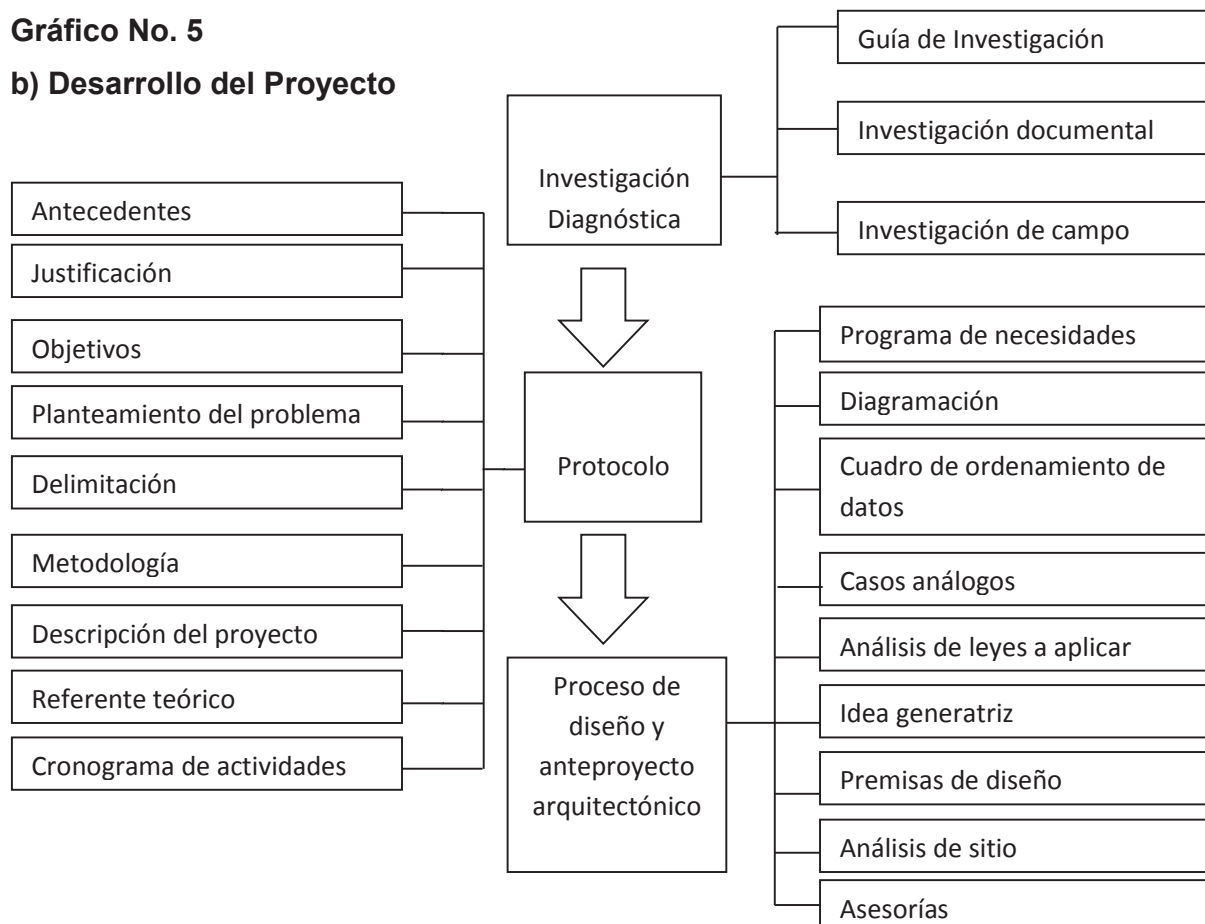 Gráfico No. 5
b) Desarrollo del Proyecto
Investigación
Diagnóstica
Guía de Investigación
Investigación documental
Investigación de campo
Antecedentes
Justificación
Objetivos
Planteamiento del problema
Delimitación
Metodología
Descripción del proyecto
Referente teórico
Cronograma de actividades
Protocolo
Proceso de
diseño y
anteproyecto
arquitectónico
Programa de necesidades
Diagramación
Cuadro de ordenamiento de
datos
Casos análogos
Análisis de leyes a aplicar
Idea generatriz
Premisas de diseño
Análisis de sitio
Asesorías